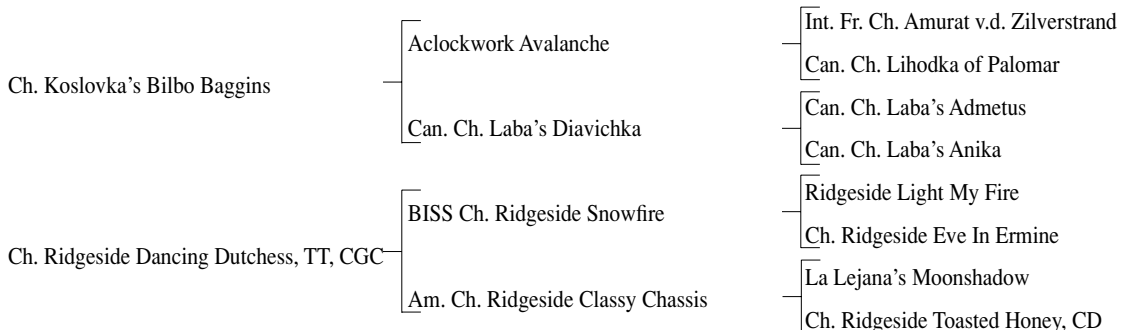 Int. Fr. Ch. Amurat v.d. Zilverstrand
Aclockwork Avalanche
Can. Ch. Lihodka of Palomar
Ch. Koslovka’s Bilbo Baggins
Can. Ch. Laba’s Admetus
Can. Ch. Laba’s Diavichka
Can. Ch. Laba’s Anika
Ridgeside Light My Fire
BISS Ch. Ridgeside Snowfire
Ch. Ridgeside Eve In Ermine
Ch. Ridgeside Dancing Dutchess, TT, CGC
La Lejana’s Moonshadow
Am. Ch. Ridgeside Classy Chassis
Ch. Ridgeside Toasted Honey, CD